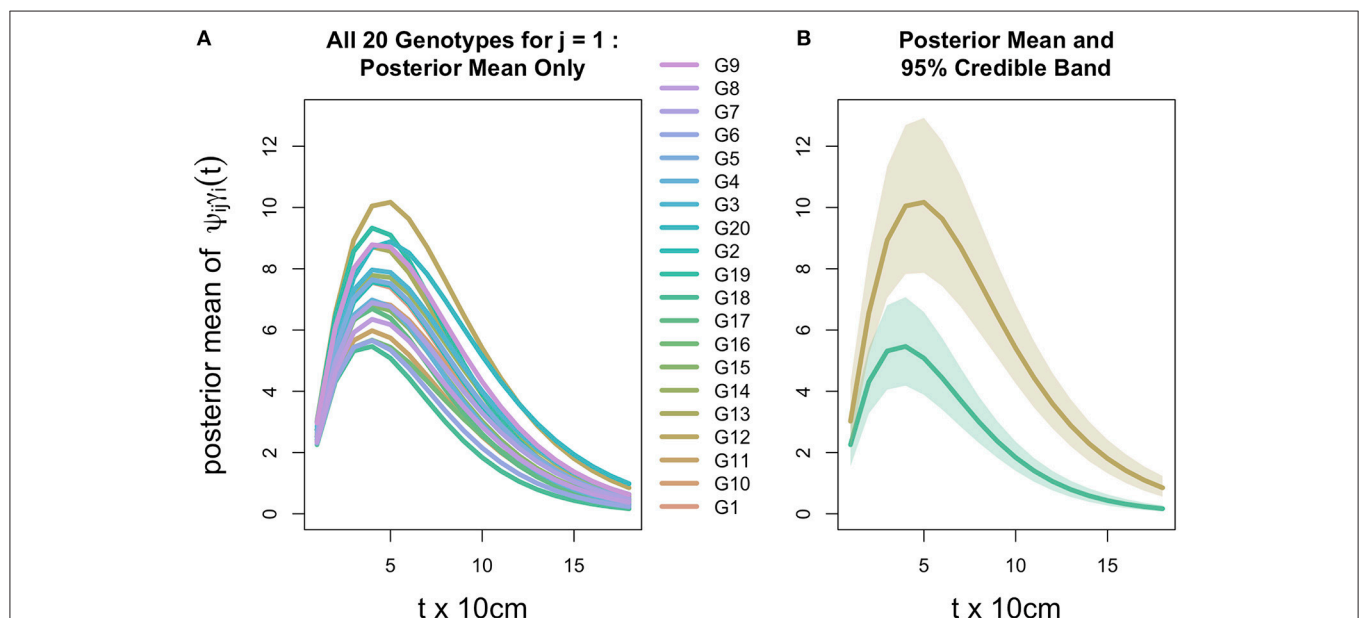 A
All 20 Genotypes for j = 1 :
Posterior Mean Only
posterior mean of ψijγi(t)
12
10
8
6
4
2
0
5
10
15
t x 10cm
G9
G8
G7
G6
G5
G4
G3
G20
G2
G19
G18
G17
G16
G15
G14
G13
G12
G11
G10
G1
B
Posterior Mean and
95% Credible Band
12
10
8
6
4
2
0
5
10
15
t x 10cm